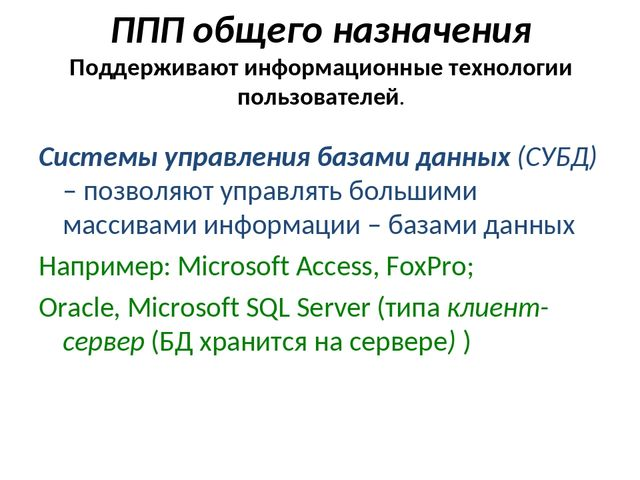 ППП общего назначения
Поддерживают информационные технологии
пользователей.
Системы управления базами данных (СУБД)
– позволяют управлять большими
массивами информации – базами данных
Например: Microsoft Access, FoxPro;
Oracle, Microsoft SQL Server (типа клиент-
сервер (БД хранится на сервере) )